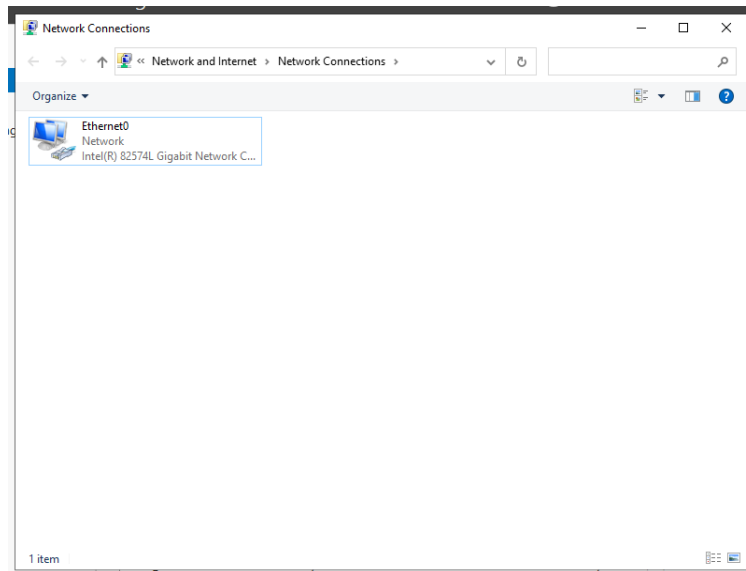 Network Connections
« Network and Internet › Network Connections ›
Organize
Ethernet0
Network
Intel(R) 82574L Gigabit Network C...
1 item